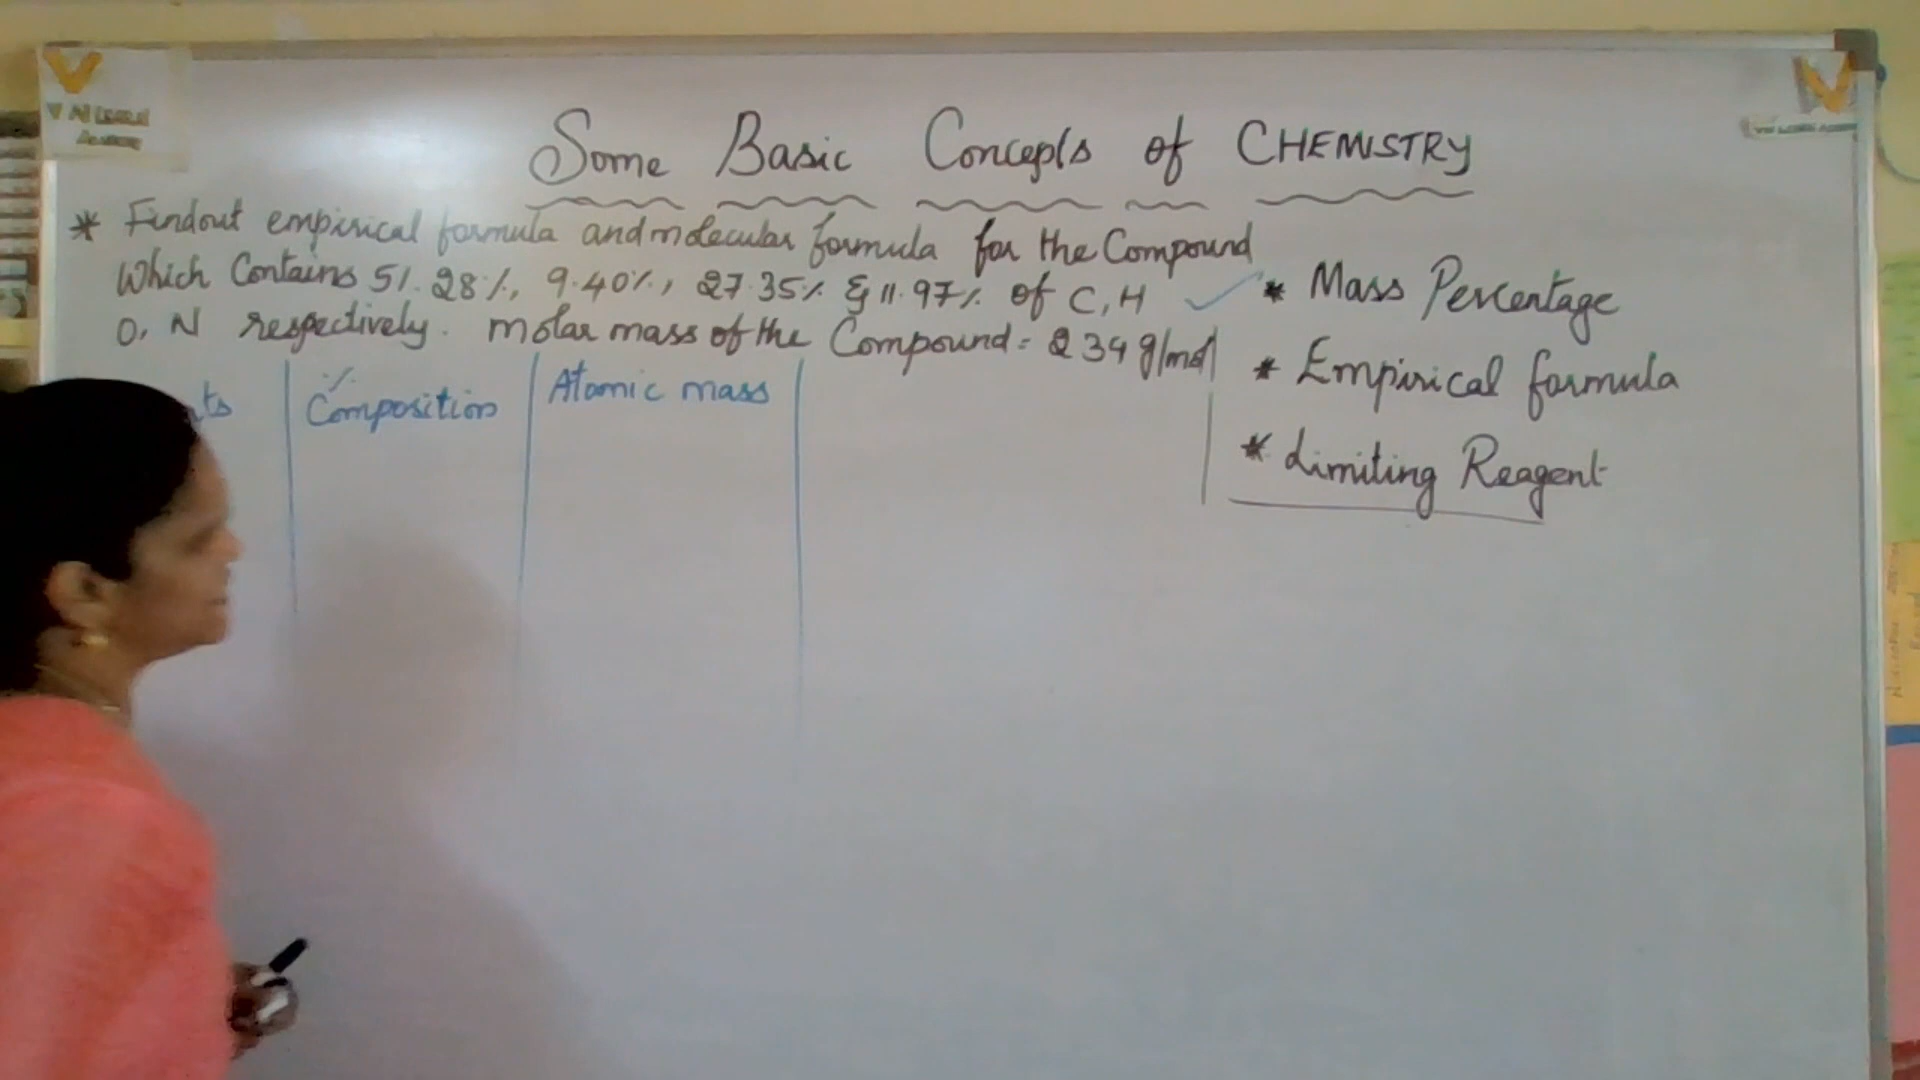 Some Basic Concepts of CHEMISTRY
* Findout empirical formula and molecular formula for the Compound
Which Contains 51.28%, 9.40%, 27.35% & 11.97% of C, H
O, N respectively. molar mass of the Compound = 234 g/mol
✓ * Mass Percentage
* Empirical formula
* Limiting Reagent
nts
%
Composition
Atomic mass